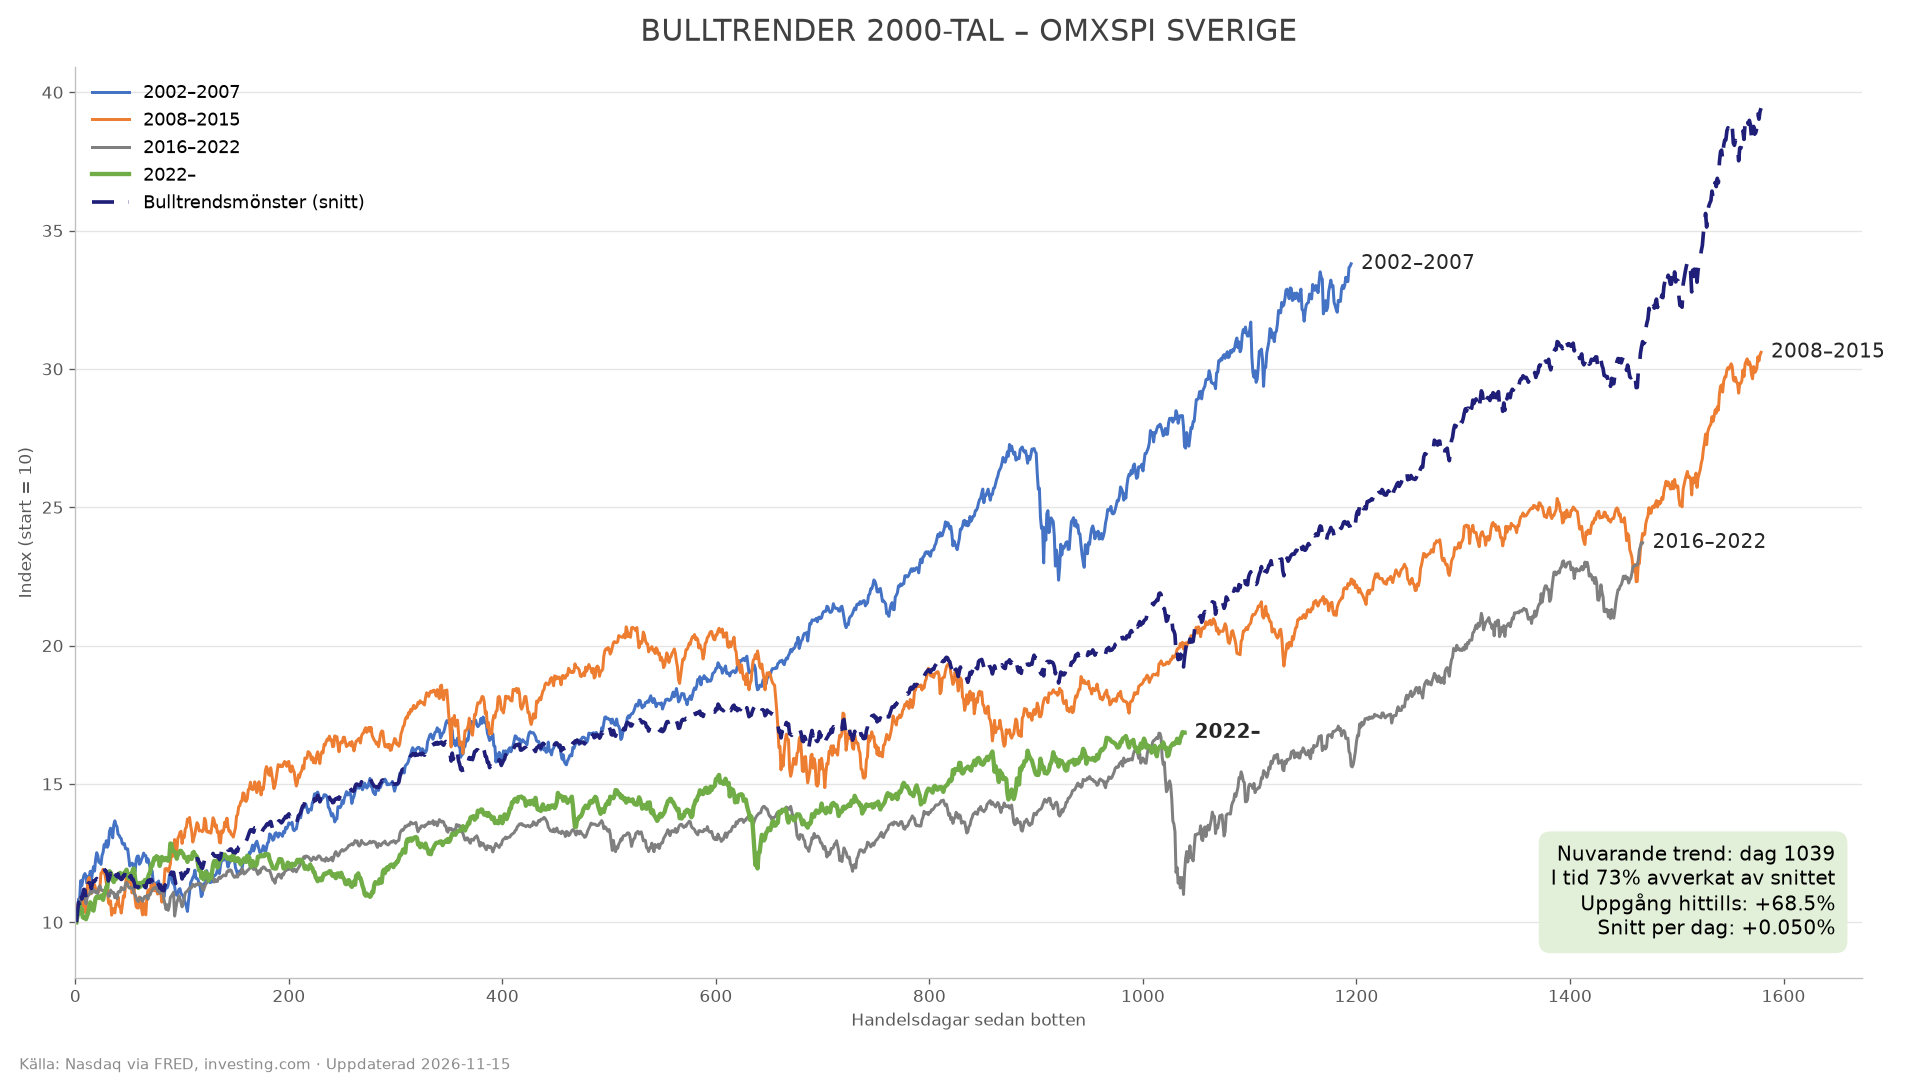 BULLTRENDER 2000-TAL – OMXSPI SVERIGE
40
35
30
25
20
15
10
Index (start = 10)
2002–2007
2008–2015
2016–2022
2022–
Bulltrendsmönster (snitt)
2002–2007
2008–2015
2016–2022
2022–
Nuvarande trend: dag 1039
I tid 73% avverkat av snittet
Uppgång hittills: +68.5%
Snitt per dag: +0.050%
0 200 400 600 800 1000 1200 1400 1600
Handelsdagar sedan botten
Källa: Nasdaq via FRED, investing.com · Uppdaterad 2026-11-15